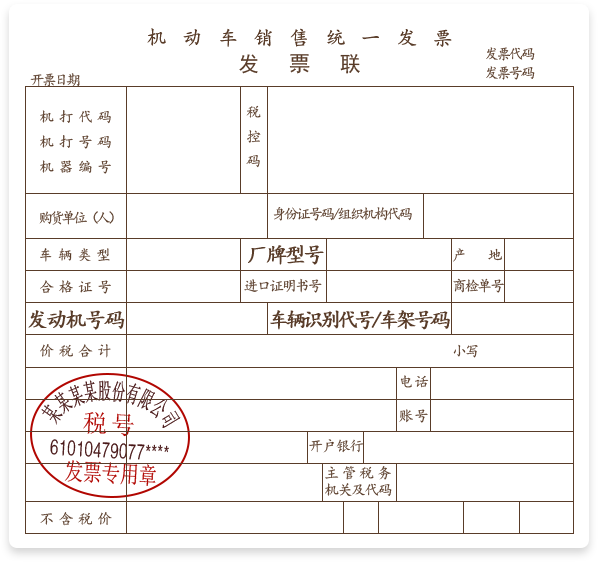 机动车销售统一发票
发票联
发票代码
发票号码
开票日期
机打代码
机打号码
机器编号
税控码
购货单位（人）
身份证号码/组织机构代码
车辆类型
厂牌型号
产地
合格证号
进口证明书号
商检单号
发动机号码
车辆识别代号/车架号码
价税合计
小写
电话
账号
某某某某股份有限公司
税号
61010479077****
发票专用章
开户银行
主管税务
机关及代码
不含税价